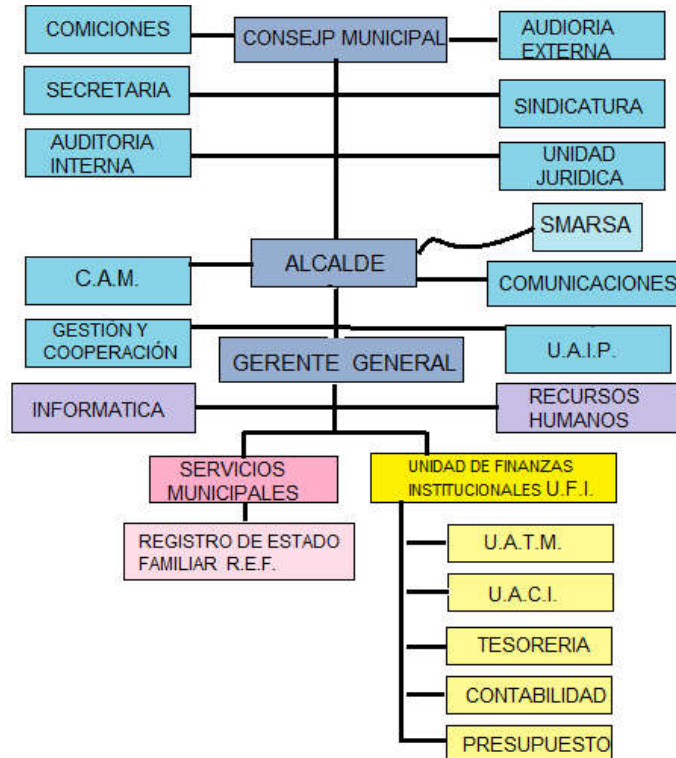 COMICIONES
CONSEJP MUNICIPAL
AUDIORIA
EXTERNA
SECRETARIA
SINDICATURA
AUDITORIA
INTERNA
UNIDAD
JURIDICA
SMARSA
ALCALDE
C.A.M.
COMUNICACIONES
GESTIÓN Y
COOPERACIÓN
U.A.I.P.
GERENTE GENERAL
INFORMATICA
RECURSOS
HUMANOS
SERVICIOS
MUNICIPALES
UNIDAD DE FINANZAS
INSTITUCIONALES U.F.I.
REGISTRO DE ESTADO
FAMILIAR R.E.F.
U.A.T.M.
U.A.C.I.
TESORERIA
CONTABILIDAD
PRESUPUESTO